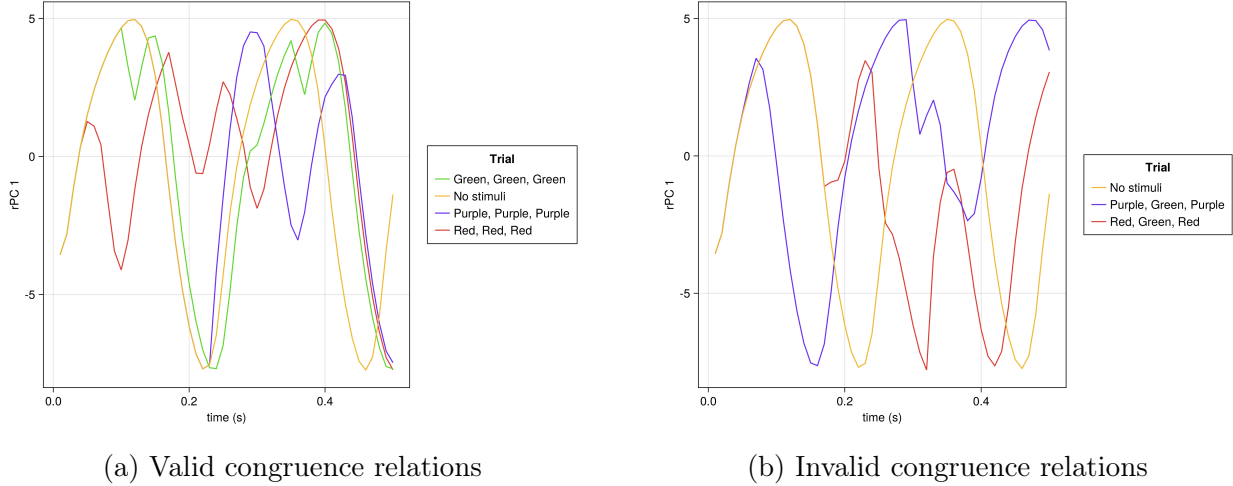 5
0
-5
rPC 1
0.0
0.2
0.4
time (s)
Trial
Green, Green, Green
No stimuli
Purple, Purple, Purple
Red, Red, Red
(a) Valid congruence relations
5
0
-5
rPC 1
0.0
0.2
0.4
time (s)
Trial
No stimuli
Purple, Green, Purple
Red, Green, Red
(b) Invalid congruence relations